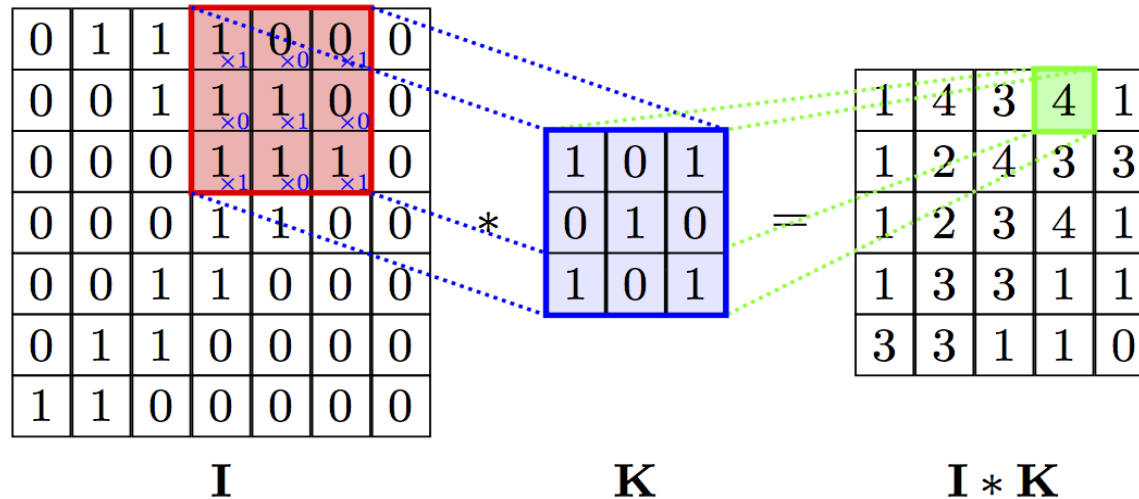 0 1 1 1 0 0 0
×1 ×0 ×1
0 0 1 1 1 0 0
×0 ×1 ×0
0 0 0 1 1 1 0
×1 ×0 ×1
0 0 0 1 1 0 0
0 0 1 1 0 0 0
0 1 1 0 0 0 0
1 1 0 0 0 0 0
I
*
1 0 1
0 1 0
1 0 1
K
=
1 4 3 4 1
1 2 4 3 3
1 2 3 4 1
1 3 3 1 1
3 3 1 1 0
I * K